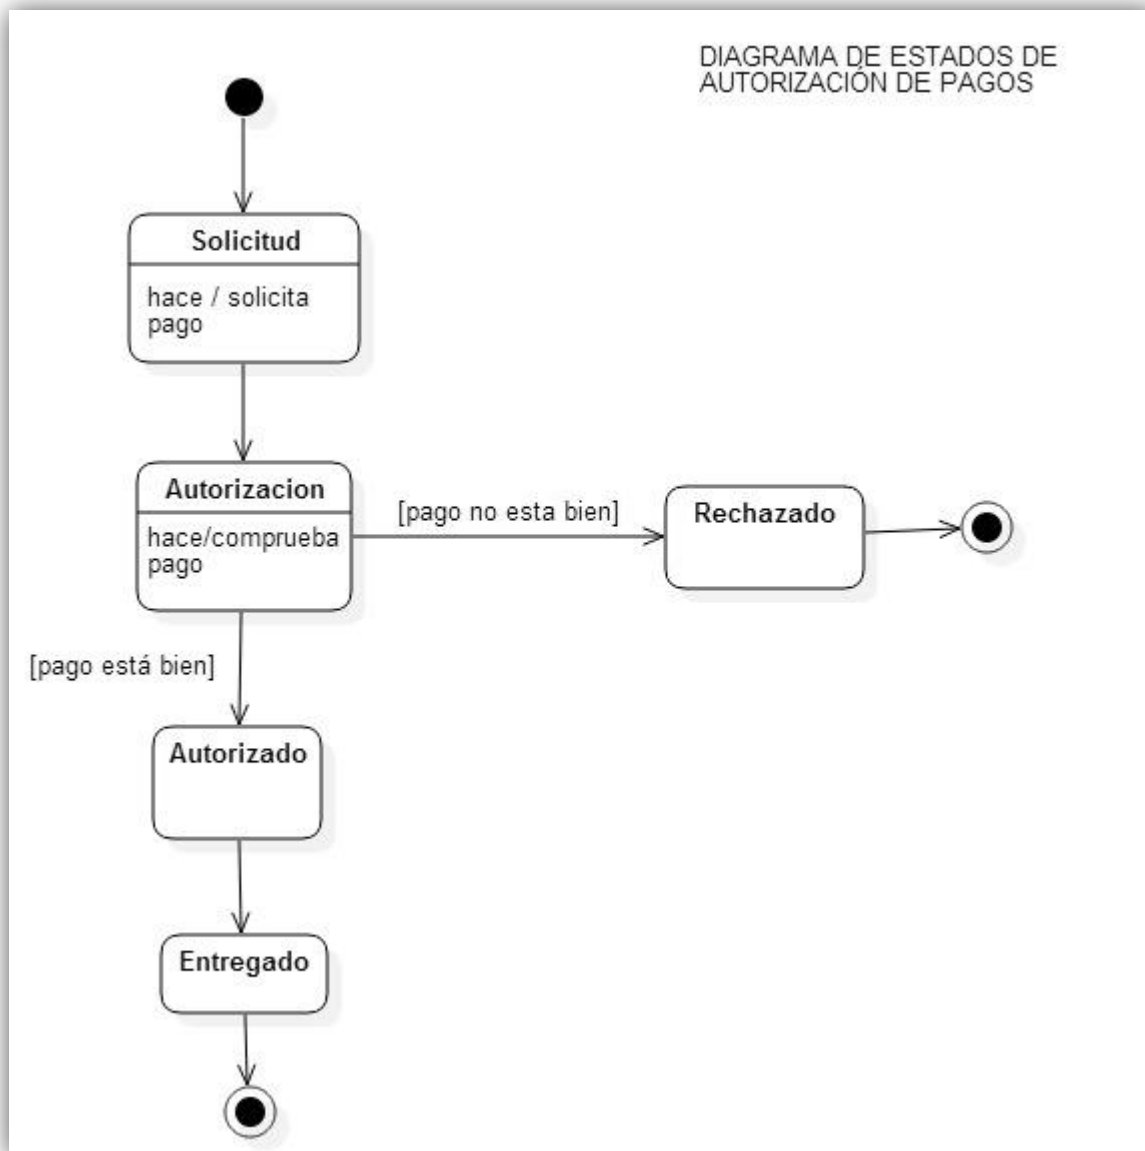 DIAGRAMA DE ESTADOS DE
AUTORIZACIÓN DE PAGOS
Solicitud
hace / solicita
pago
Autorizacion
hace/comprueba
pago
[pago no esta bien]
Rechazado
[pago está bien]
Autorizado
Entregado